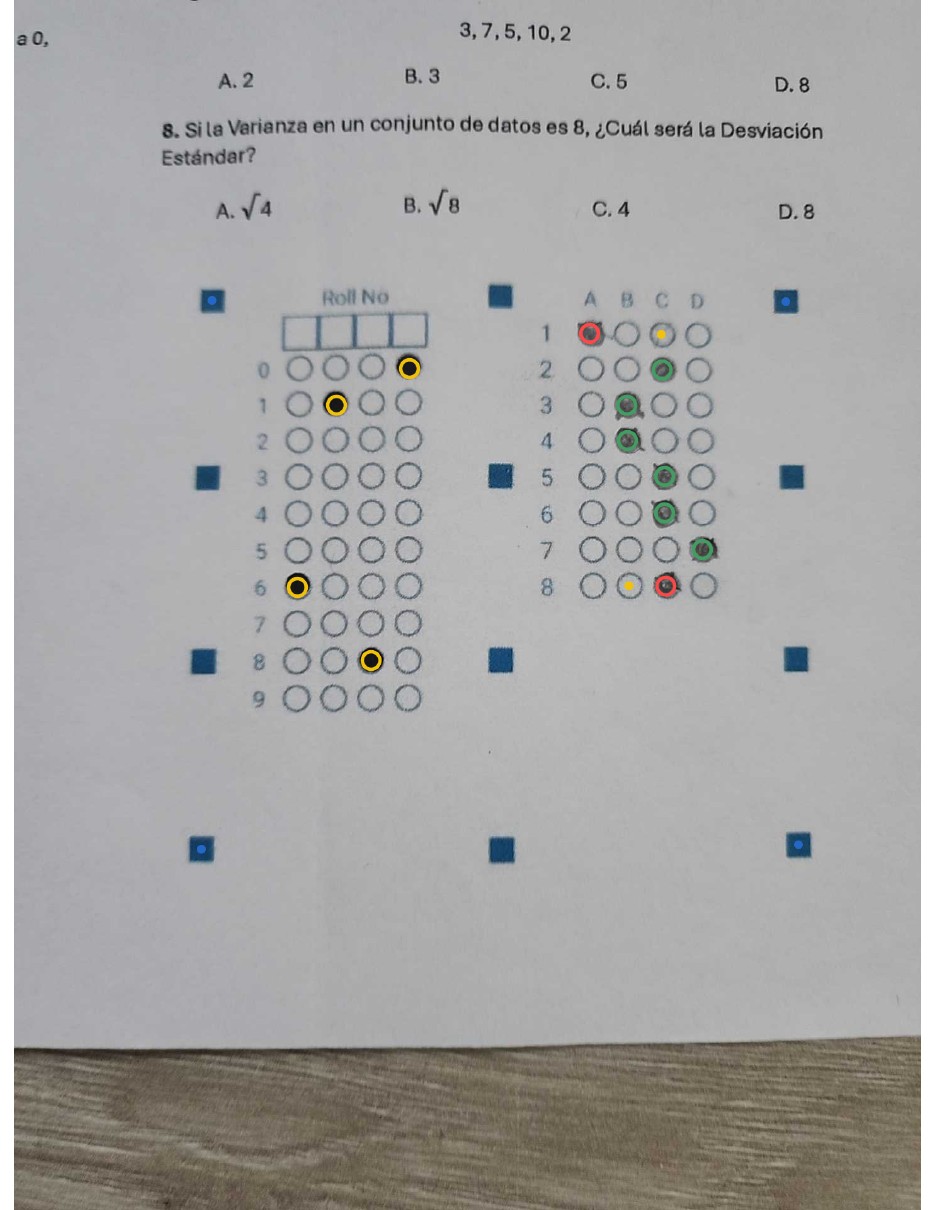 a 0,
3, 7, 5, 10, 2
A. 2 B. 3 C. 5 D. 8
8. Si la Varianza en un conjunto de datos es 8, ¿Cuál será la Desviación
Estándar?
A. √4 B. √8 C. 4 D. 8
Roll No
0
1
2
3
4
5
6
7
8
9
A B C D
1
2
3
4
5
6
7
8